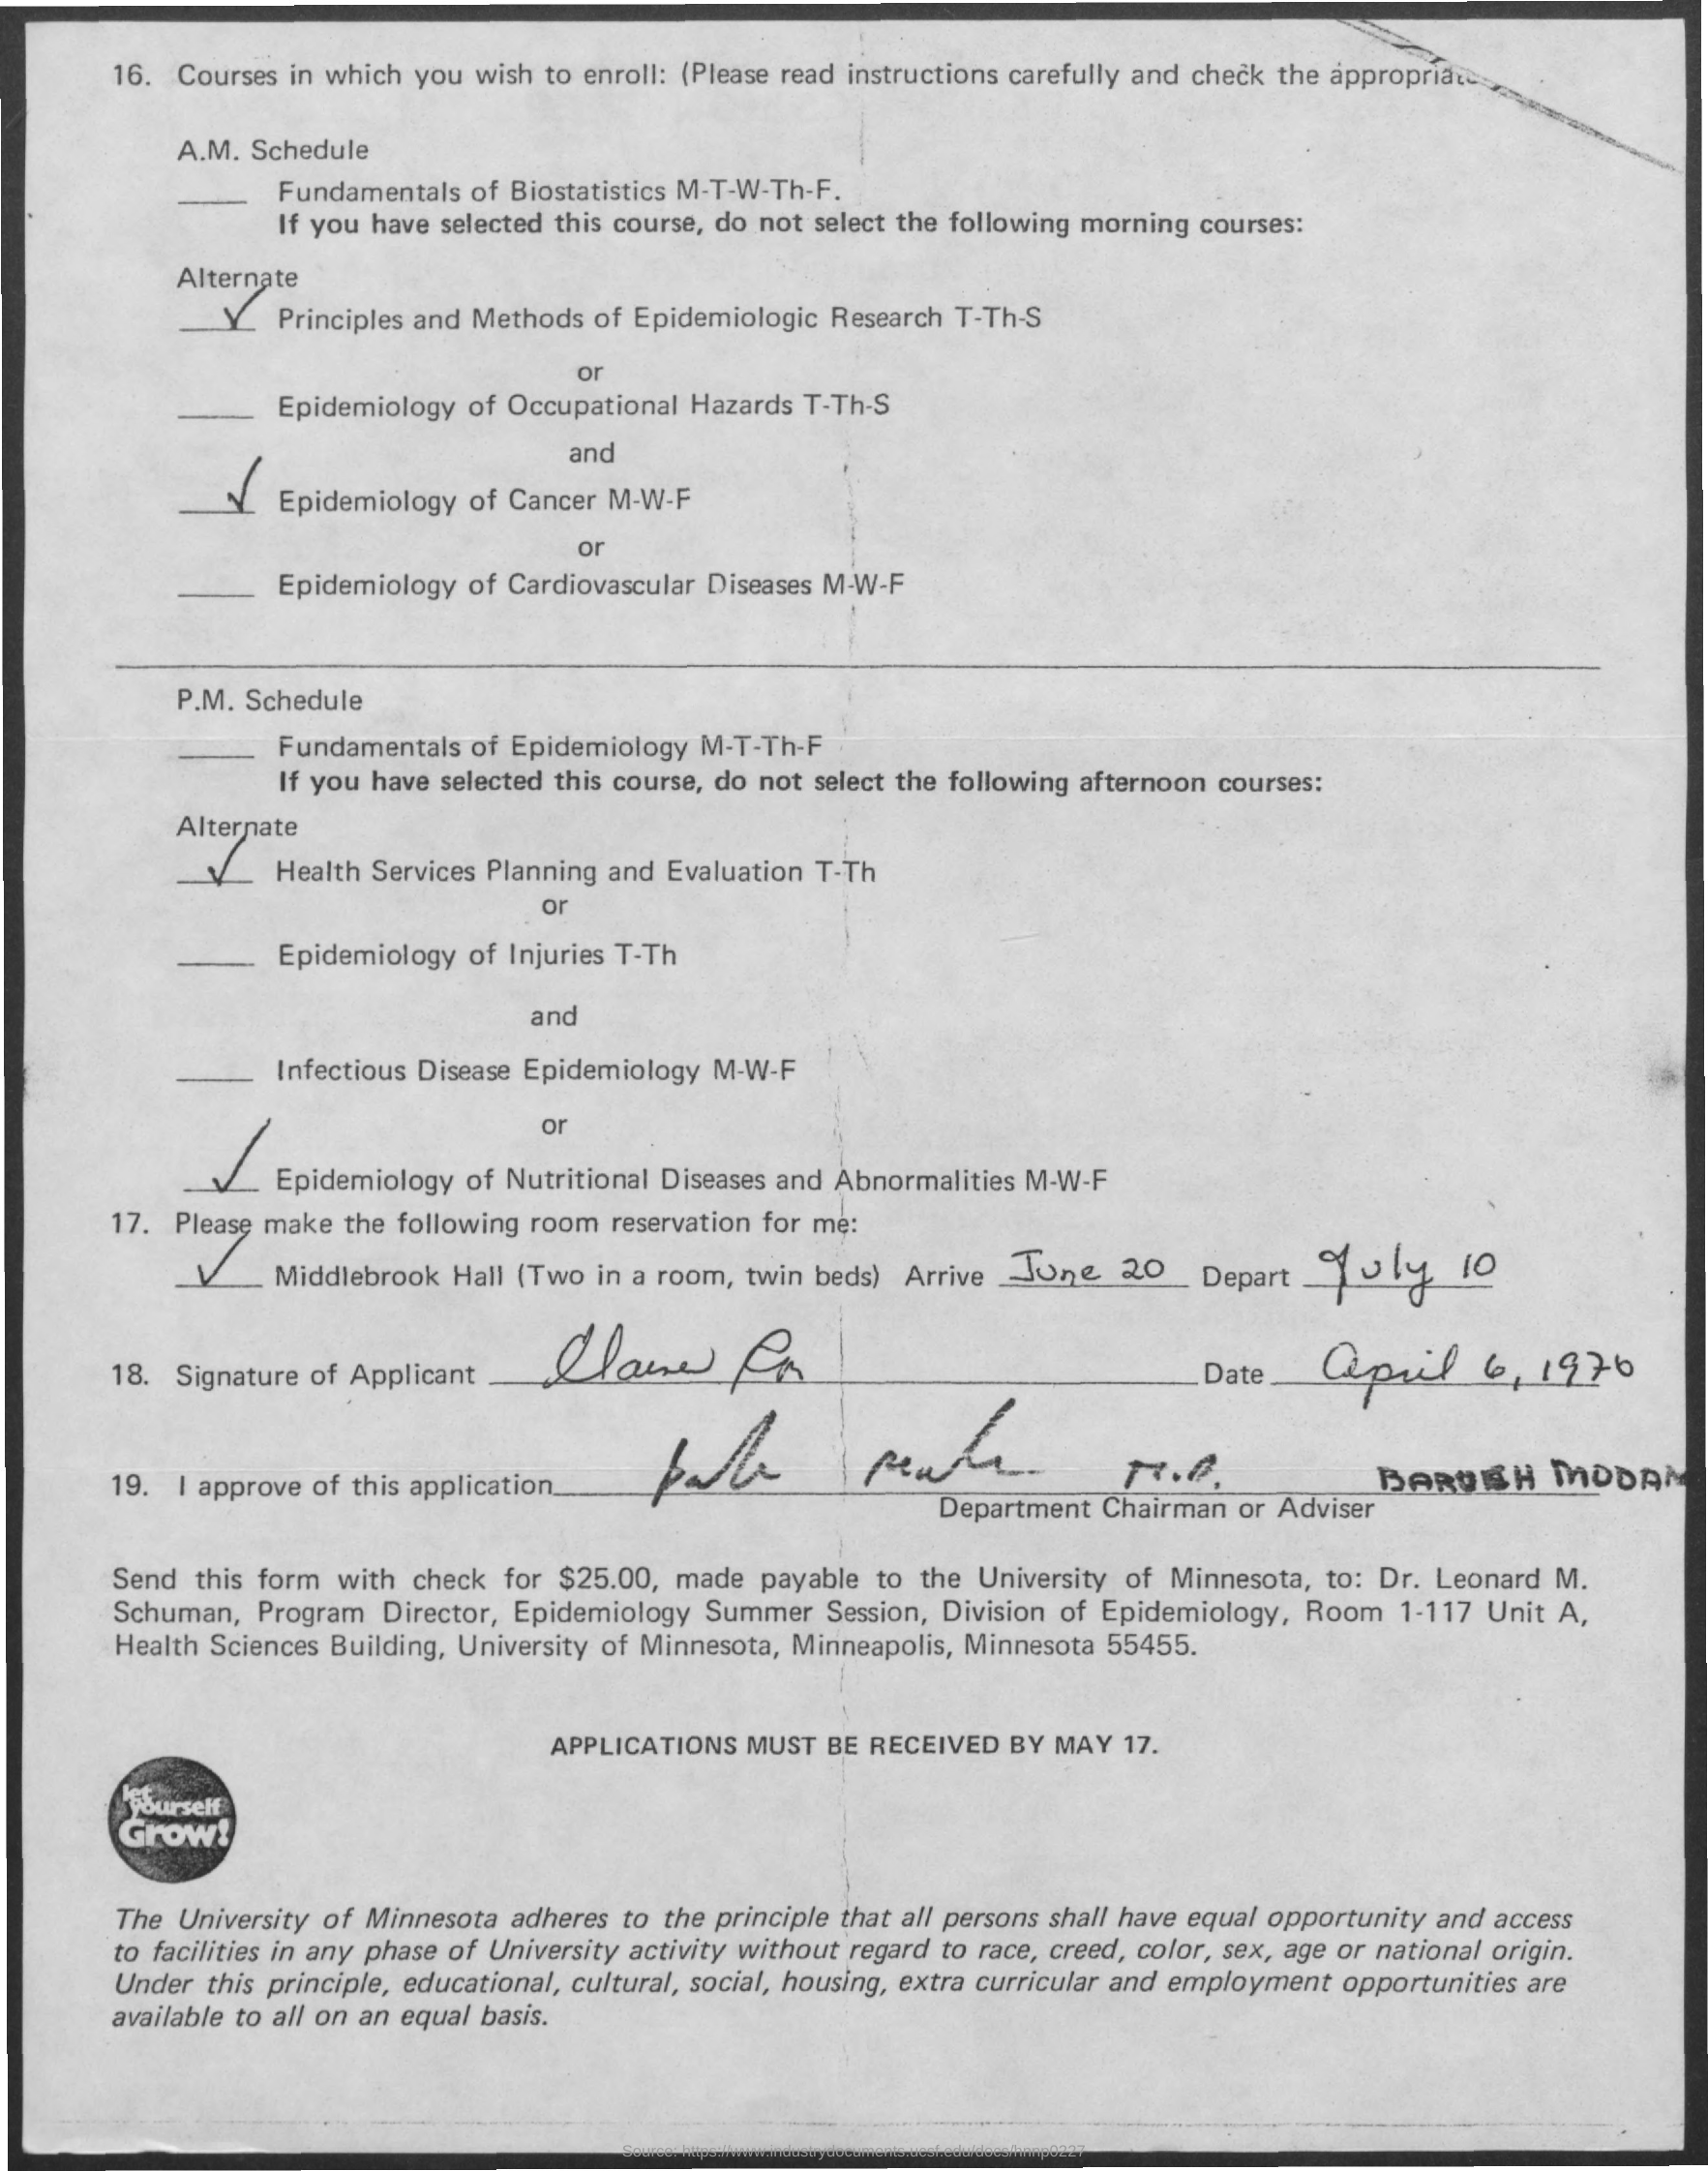 16. Courses in which you wish to enroll: (Please read instructions carefully and check the
A.M. Schedule
Fundamentals of Biostatistics M-T-W-Th-F.
If you have selected this course, do not select the following morning courses:
Alternate
✓ Principles and Methods of Epidemiologic Research T-Th-S
or
Epidemiology of Occupational Hazards T-Th-S
and
✓ Epidemiology of Cancer M-W-F
or
Epidemiology of Cardiovascular Diseases M-W-F
P.M. Schedule
Fundamentals of Epidemiology M-T-Th-F
If you have selected this course, do not select the following afternoon courses:
Alternate
✓ Health Services Planning and Evaluation T-Th
or
Epidemiology of Injuries T-Th
and
Infectious Disease Epidemiology M-W-F
or
✓ Epidemiology of Nutritional Diseases and Abnormalities M-W-F
17. Please make the following room reservation for me:
✓ Middlebrook Hall (Two in a room, twin beds) Arrive June 20 Depart July 10
18. Signature of Applicant Date April 6, 1976
19. I approve of this application M.D. BARUCH MODAN
Department Chairman or Adviser
Send this form with check for $25.00, made payable to the University of Minnesota, to: Dr. Leonard M.
Schuman, Program Director, Epidemiology Summer Session, Division of Epidemiology, Room 1-117 Unit A,
Health Sciences Building, University of Minnesota, Minneapolis, Minnesota 55455.
APPLICATIONS MUST BE RECEIVED BY MAY 17.
let
yourself
Grow!
The University of Minnesota adheres to the principle that all persons shall have equal opportunity and access
to facilities in any phase of University activity without regard to race, creed, color, sex, age or national origin.
Under this principle, educational, cultural, social, housing, extra curricular and employment opportunities are
available to all on an equal basis.
Source: https://www.industrydocuments.ucsf.edu/docs/hnnp0227